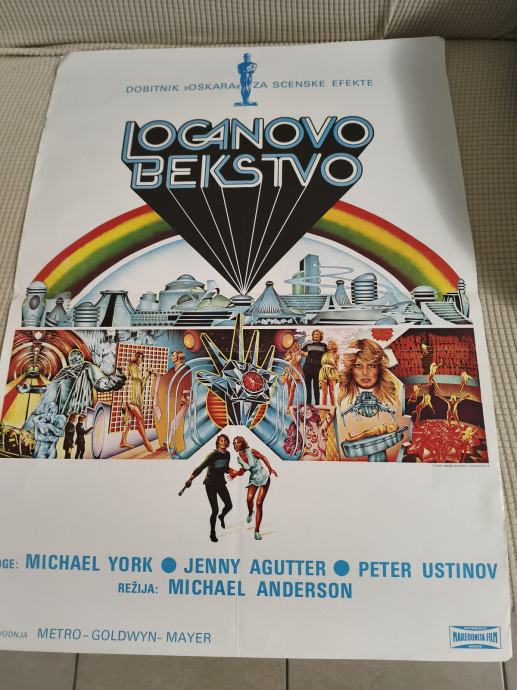 DOBITNIK »OSKARA« ZA SCENSKE EFEKTE
LOGANOVO
BEKSTVO
OGE: MICHAEL YORK ● JENNY AGUTTER ● PETER USTINOV
REŽIJA: MICHAEL ANDERSON
VODNJA METRO-GOLDWYN-MAYER
MAKEDONIJA FILM